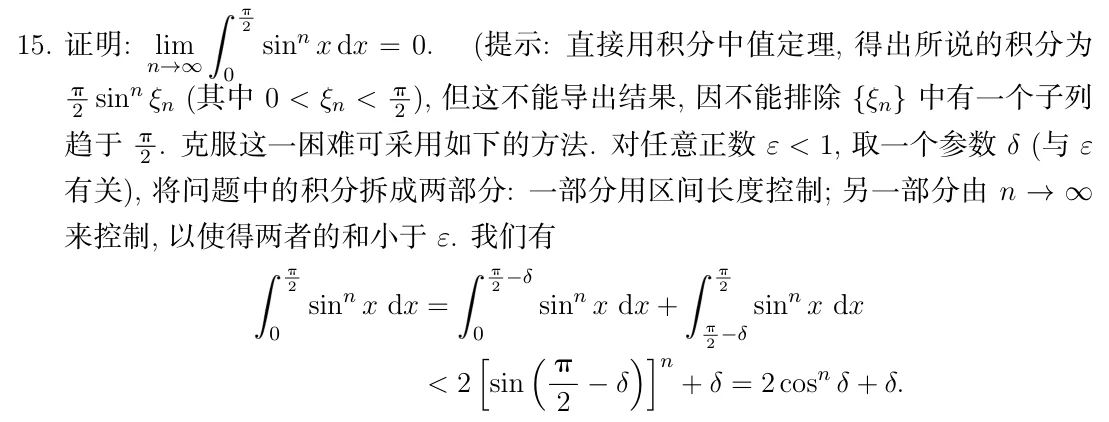 15. 证明: $\lim\limits_{n\to\infty}\int_0^{\frac{\pi}{2}} \sin^n x\,\mathrm{d}x = 0.$ (提示: 直接用积分中值定理, 得出所说的积分为
$\frac{\pi}{2}\sin^n \xi_n$ (其中 $0 < \xi_n < \frac{\pi}{2}$), 但这不能导出结果, 因不能排除 $\{\xi_n\}$ 中有一个子列
趋于 $\frac{\pi}{2}$. 克服这一困难可采用如下的方法. 对任意正数 $\varepsilon < 1$, 取一个参数 $\delta$ (与 $\varepsilon$
有关), 将问题中的积分拆成两部分: 一部分用区间长度控制; 另一部分由 $n \to \infty$
来控制, 以使得两者的和小于 $\varepsilon$. 我们有
$\int_0^{\frac{\pi}{2}} \sin^n x\ \mathrm{d}x = \int_0^{\frac{\pi}{2}-\delta} \sin^n x\ \mathrm{d}x + \int_{\frac{\pi}{2}-\delta}^{\frac{\pi}{2}} \sin^n x\ \mathrm{d}x$
$< 2\left[\sin\left(\frac{\pi}{2} - \delta\right)\right]^n + \delta = 2\cos^n \delta + \delta.$